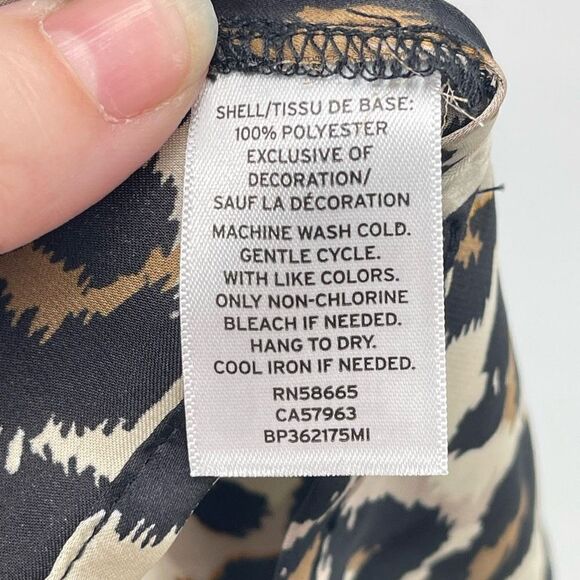 SHELL/TISSU DE BASE:
100% POLYESTER
EXCLUSIVE OF
DECORATION/
SAUF LA DÉCORATION
MACHINE WASH COLD.
GENTLE CYCLE.
WITH LIKE COLORS.
ONLY NON-CHLORINE
BLEACH IF NEEDED.
HANG TO DRY.
COOL IRON IF NEEDED.
RN58665
CA57963
BP362175MI